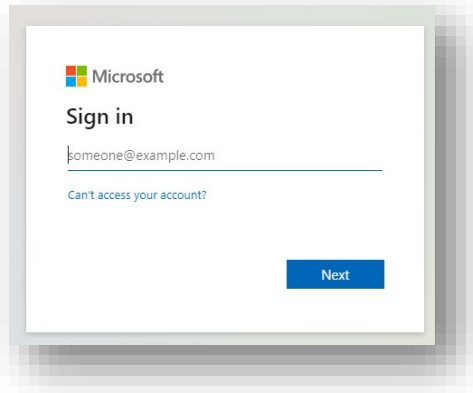 Microsoft
Sign in
someone@example.com
Can't access your account?
Next